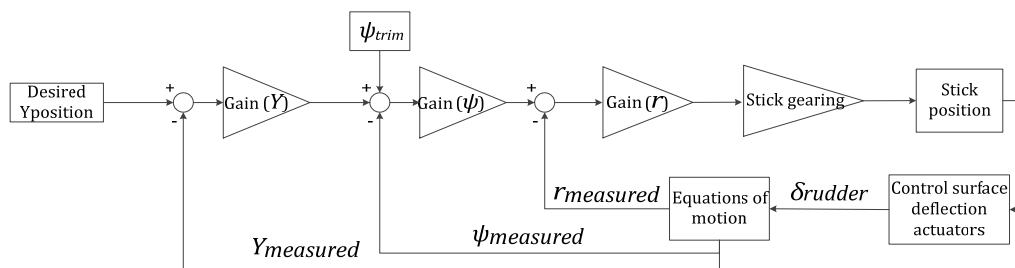 ψtrim
+
+
+
Desired
Yposition
Gain (Y)
Gain (ψ)
Gain (r)
Stick gearing
Stick
position
-
-
-
rmeasured
Equations of
motion
δrudder
Control surface
deflection
actuators
Ymeasured
ψmeasured